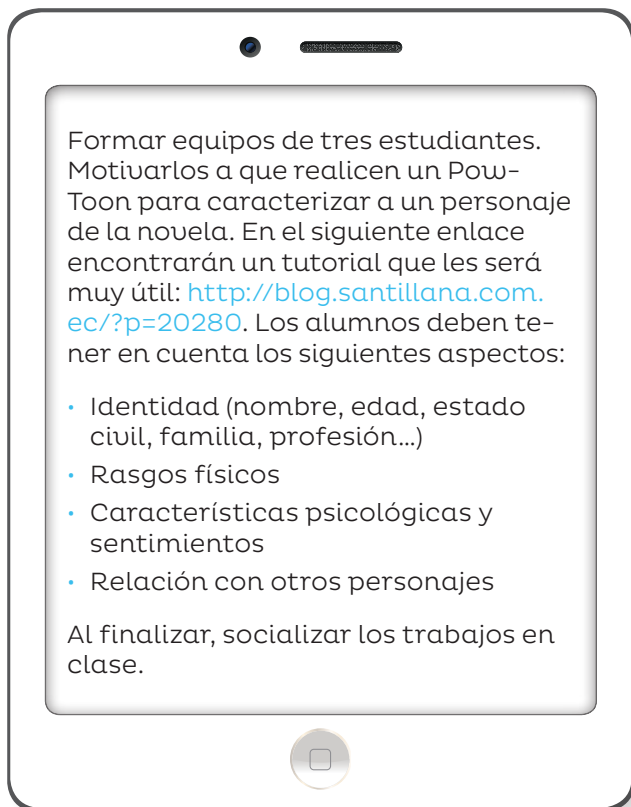 Formar equipos de tres estudiantes.
Motivarlos a que realicen un Pow-
Toon para caracterizar a un personaje
de la novela. En el siguiente enlace
encontrarán un tutorial que les será
muy útil: http://blog.santillana.com.
ec/?p=20280. Los alumnos deben te-
ner en cuenta los siguientes aspectos:
• Identidad (nombre, edad, estado
civil, familia, profesión...)
• Rasgos físicos
• Características psicológicas y
sentimientos
• Relación con otros personajes
Al finalizar, socializar los trabajos en
clase.